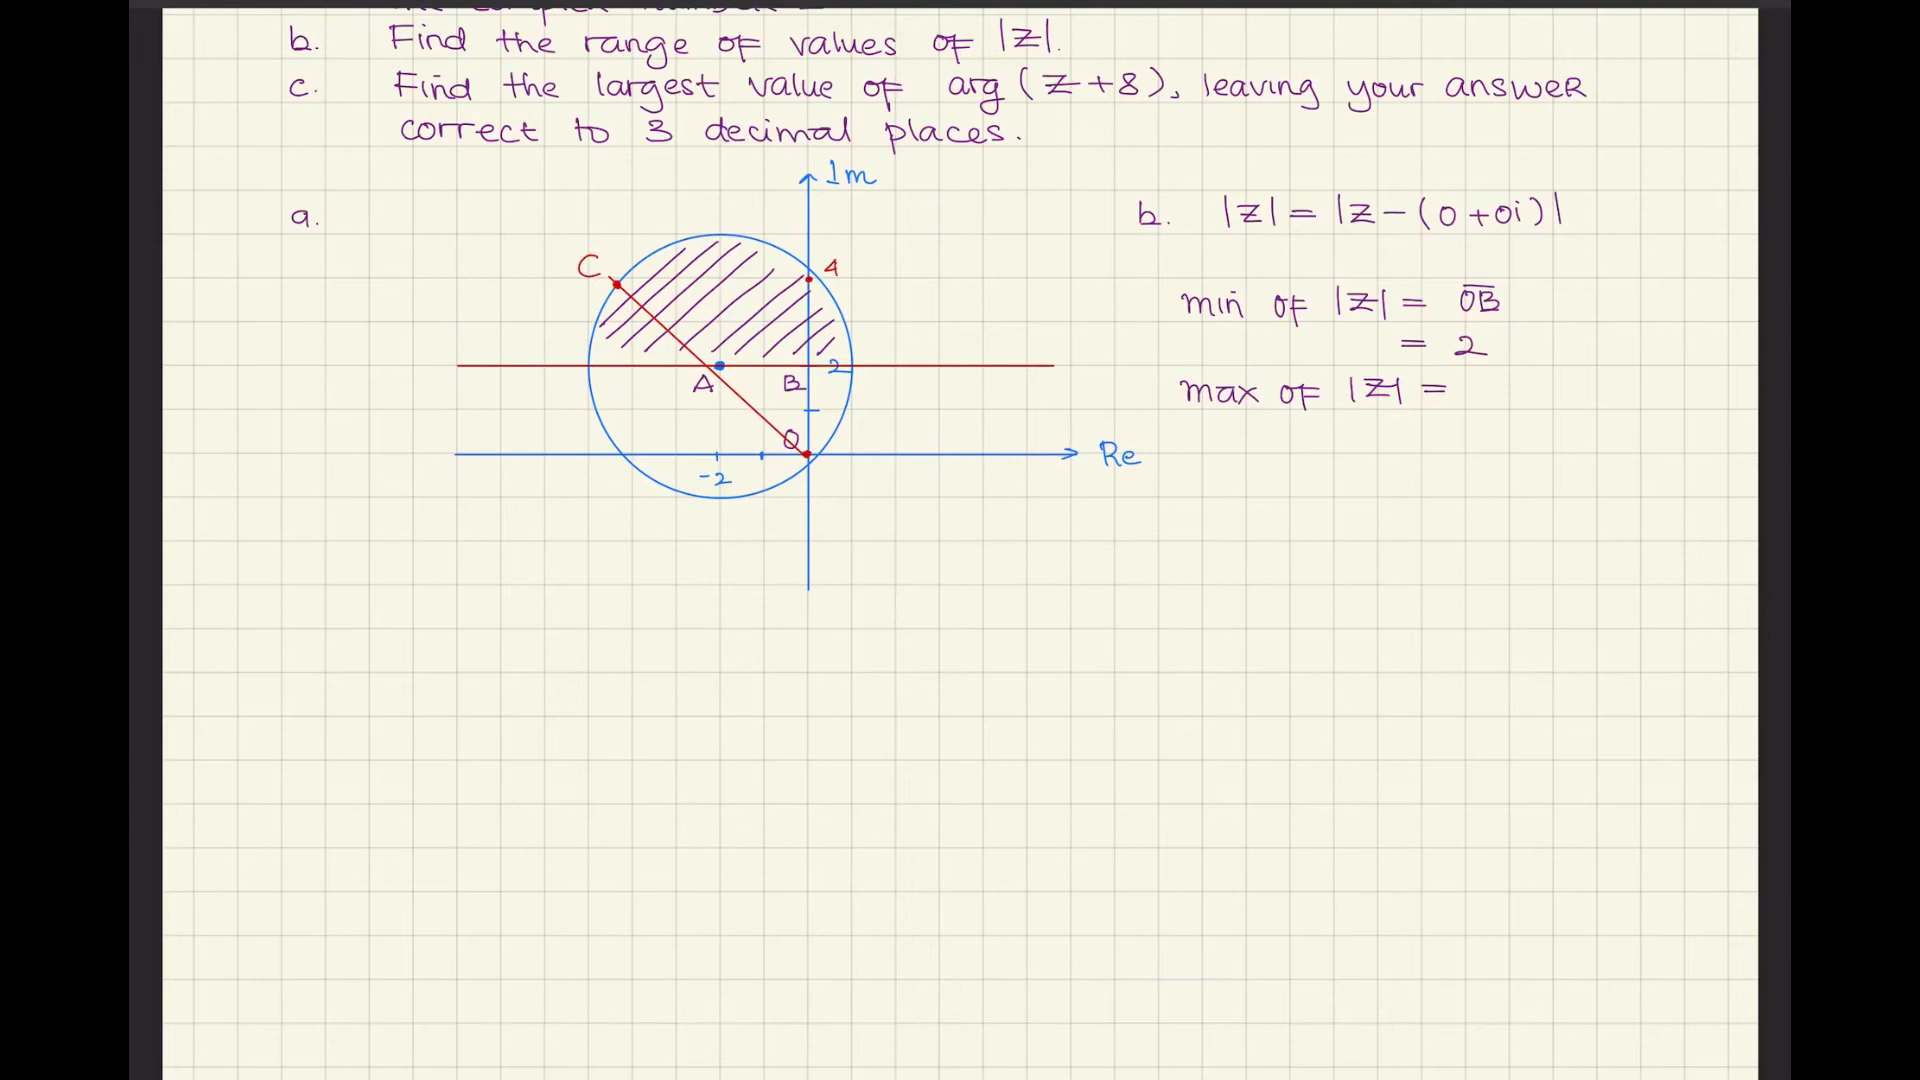 b. Find the range of values of |z|.
c. Find the largest value of arg (z+8), leaving your answer
correct to 3 decimal places.
Im
a.
b. |z| = |z - (0 + 0i)|
C
4
min of |z| = OB̅
= 2
A
B
2
max of |z| =
O
Re
-2